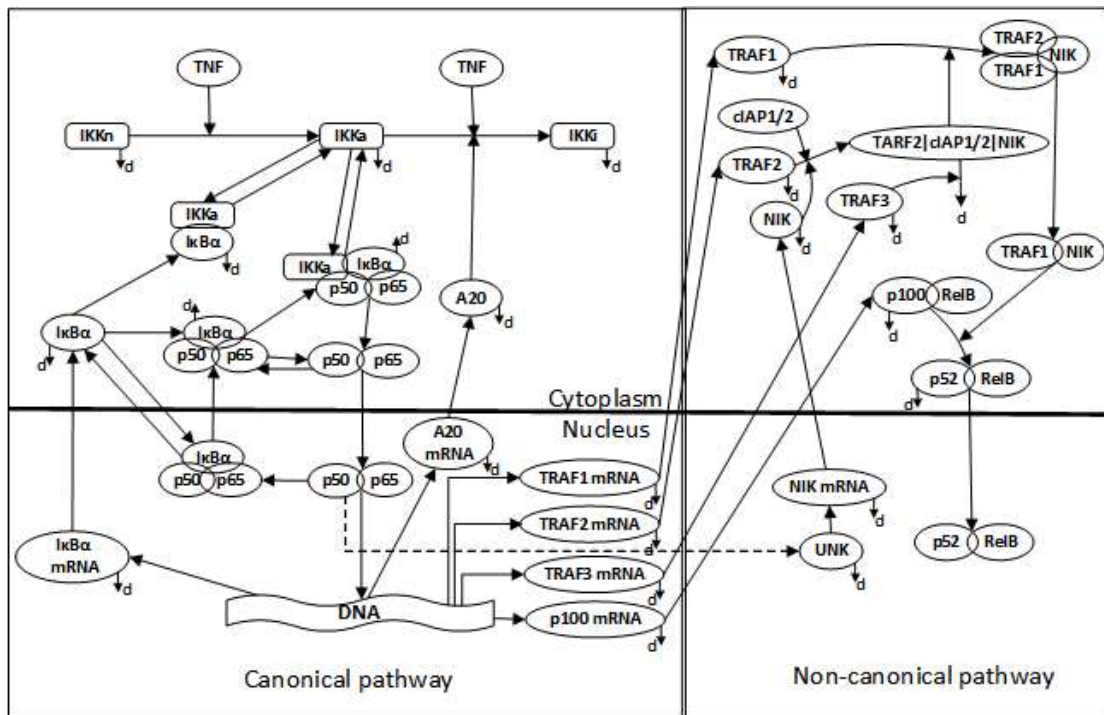 TNF
TNF
IKKn
d
IKKa
d
IKKi
d
IKKa
IκBα
d
IKKa
IκBα
d
p50
p65
A20
d
IκBα
d
IκBα
d
p50
p65
p50
p65
Cytoplasm
Nucleus
IκBα
p50
p65
p50
p65
A20
mRNA
d
IκBα
mRNA
d
DNA
TRAF1 mRNA
d
TRAF2 mRNA
d
TRAF3 mRNA
d
p100 mRNA
d
Canonical pathway
TRAF1
d
TRAF2
TRAF1
NIK
cIAP1/2
TRAF2
d
TARF2|cIAP1/2|NIK
d
NIK
d
TRAF3
d
TRAF1
NIK
p100
RelB
d
p52
RelB
d
NIK mRNA
d
UNK
d
p52
RelB
Non-canonical pathway